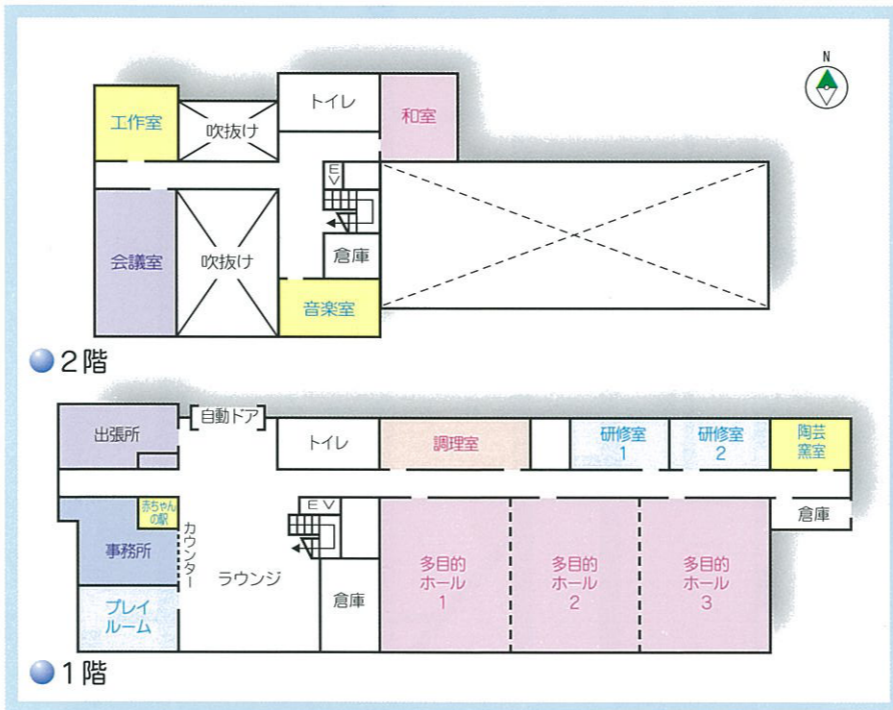 N
トイレ
和室
工作室
吹抜け
EV
会議室
吹抜け
倉庫
音楽室
2階
自動ドア
出張所
トイレ
調理室
研修室
1
研修室
2
陶芸
窯室
赤ちゃん
の駅
カウンター
EV
倉庫
事務所
ラウンジ
倉庫
多目的
ホール
1
多目的
ホール
2
多目的
ホール
3
プレイ
ルーム
1階